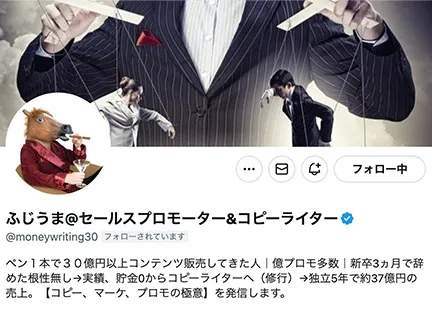 フォロー中
ふじうま@セールスプロモーター&コピーライター
@moneywriting30 フォローされています
ペン１本で３０億円以上コンテンツ販売してきた人｜億プロモ多数｜新卒3ヵ月で辞
めた根性無し→実績、貯金0からコピーライターへ（修行）→独立5年で約37億円の
売上。【コピー、マーケ、プロモの極意】を発信します。